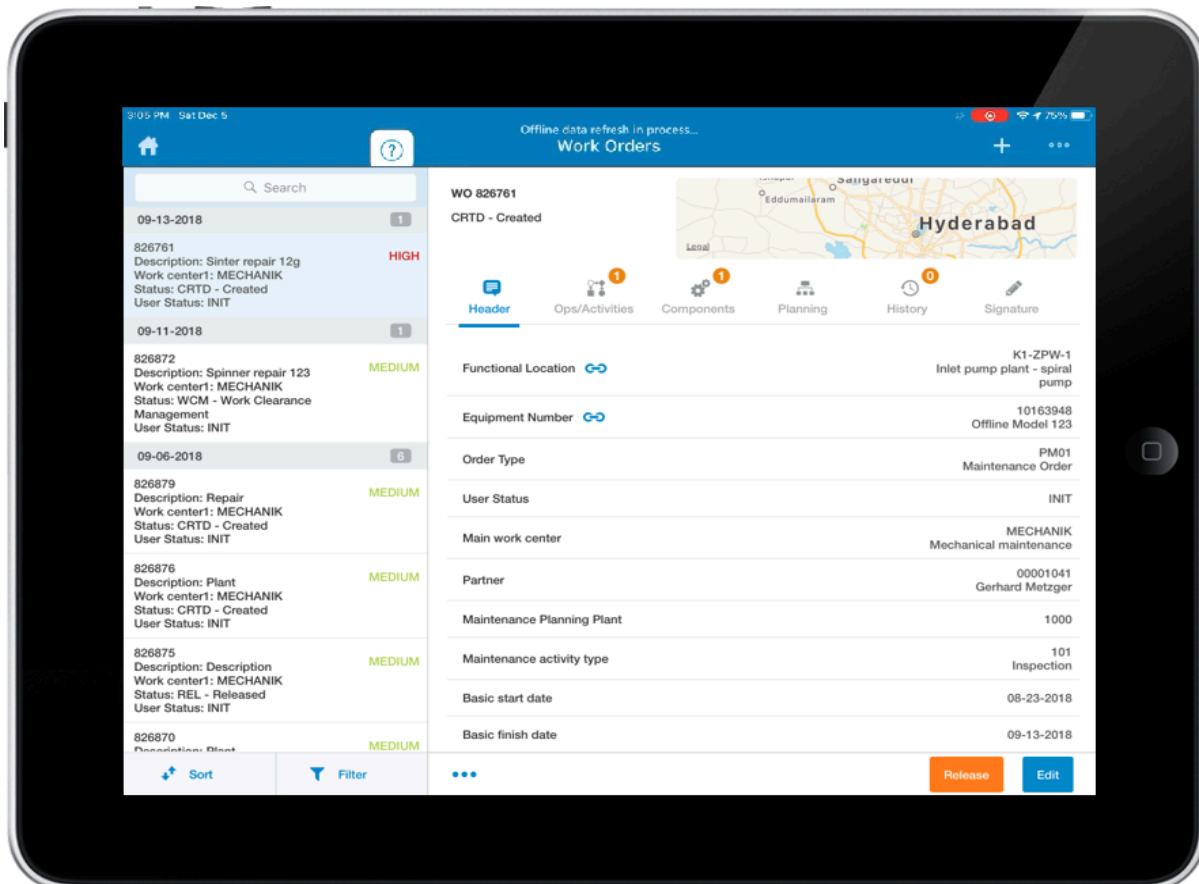 3:05 PM Sat Dec 5
75%
Offline data refresh in process...
Work Orders
?
Search
09-13-2018 1
826761
HIGH
Description: Sinter repair 12g
Work center1: MECHANIK
Status: CRTD - Created
User Status: INIT
09-11-2018 1
826872
MEDIUM
Description: Spinner repair 123
Work center1: MECHANIK
Status: WCM - Work Clearance
Management
User Status: INIT
09-06-2018 6
826879
MEDIUM
Description: Repair
Work center1: MECHANIK
Status: CRTD - Created
User Status: INIT
826876
MEDIUM
Description: Plant
Work center1: MECHANIK
Status: CRTD - Created
User Status: INIT
826875
MEDIUM
Description: Description
Work center1: MECHANIK
Status: REL - Released
User Status: INIT
826870
MEDIUM
Description: Plant
Sort Filter
WO 826761
CRTD - Created
Sangareddi
Eddumailaram
Hyderabad
Legal
1 1 0
Header Ops/Activities Components Planning History Signature
Functional Location K1-ZPW-1
Inlet pump plant - spiral
pump
Equipment Number 10163948
Offline Model 123
Order Type PM01
Maintenance Order
User Status INIT
Main work center MECHANIK
Mechanical maintenance
Partner 00001041
Gerhard Metzger
Maintenance Planning Plant 1000
Maintenance activity type 101
Inspection
Basic start date 08-23-2018
Basic finish date 09-13-2018
Release Edit